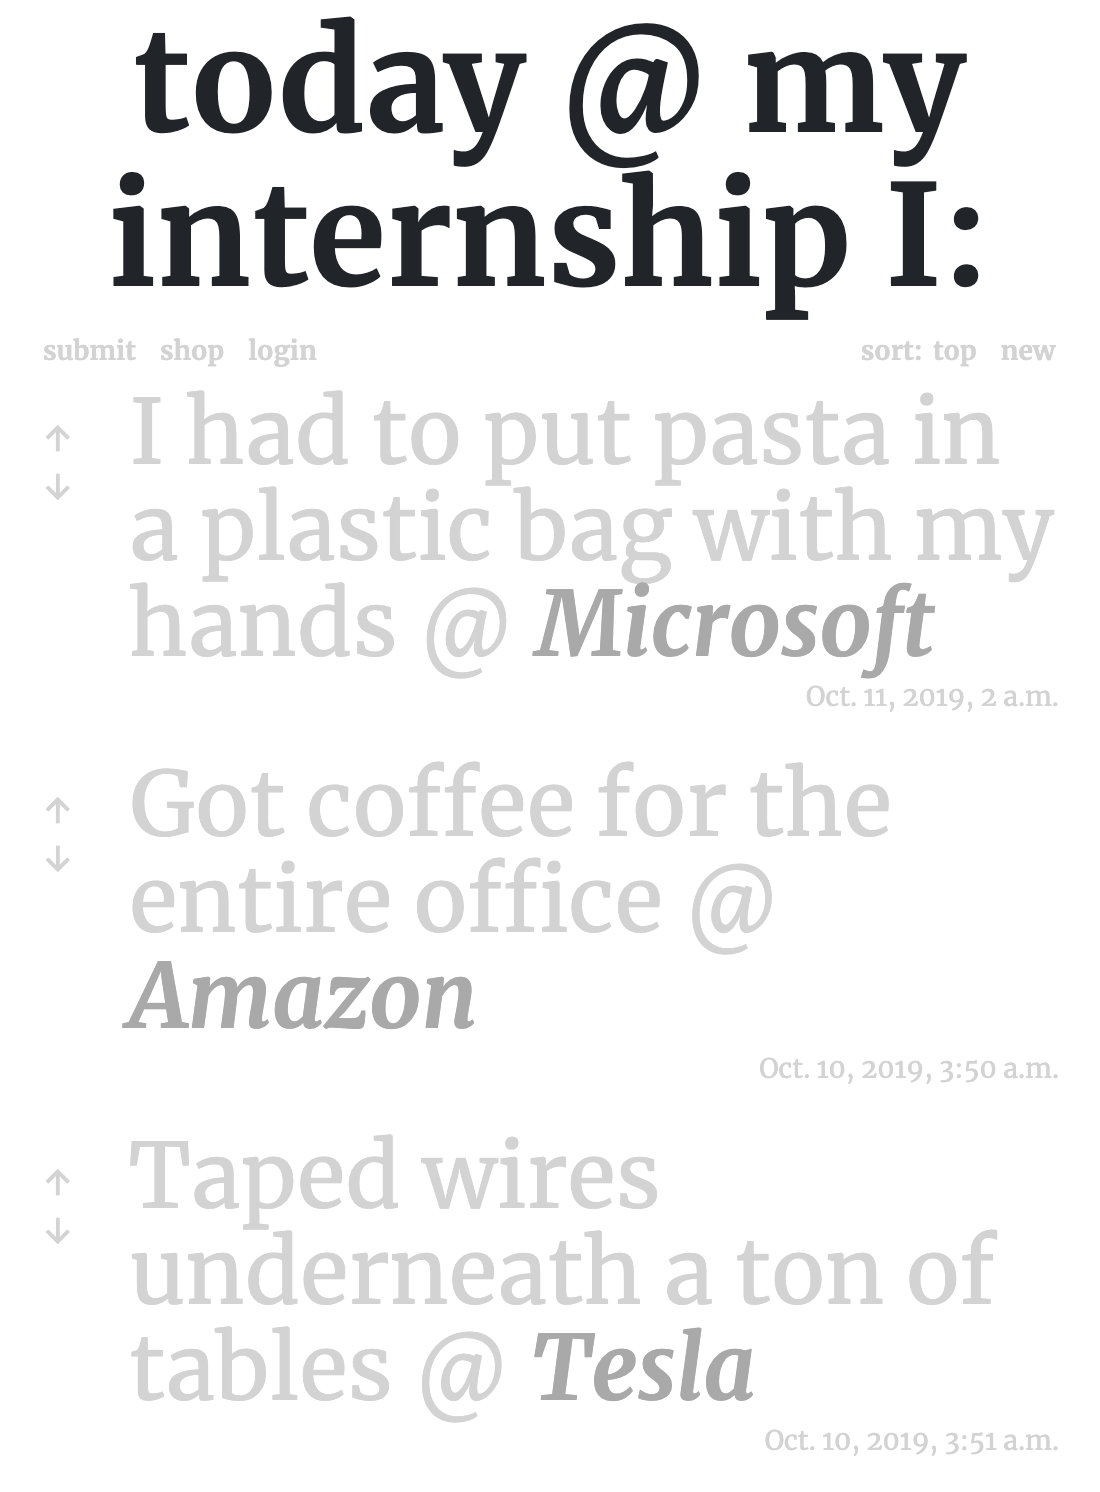 today @ my
internship I:
submit shop login sort: top new
I had to put pasta in
a plastic bag with my
hands @ Microsoft
Oct. 11, 2019, 2 a.m.
Got coffee for the
entire office @
Amazon
Oct. 10, 2019, 3:50 a.m.
Taped wires
underneath a ton of
tables @ Tesla
Oct. 10, 2019, 3:51 a.m.